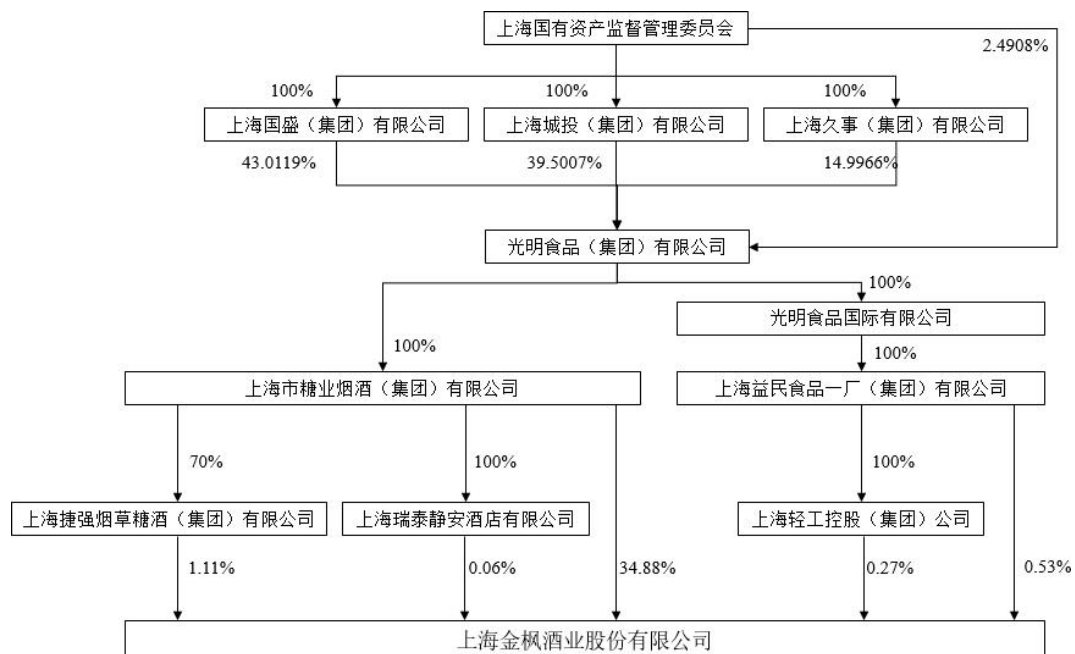 上海国有资产监督管理委员会
2.4908%
100%
100%
100%
上海国盛（集团）有限公司
上海城投（集团）有限公司
上海久事（集团）有限公司
43.0119%
39.5007%
14.9966%
光明食品（集团）有限公司
100%
光明食品国际有限公司
100%
100%
上海市糖业烟酒（集团）有限公司
上海益民食品一厂（集团）有限公司
70%
100%
100%
上海捷强烟草糖酒（集团）有限公司
上海瑞泰静安酒店有限公司
上海轻工控股（集团）公司
1.11%
0.06%
34.88%
0.27%
0.53%
上海金枫酒业股份有限公司